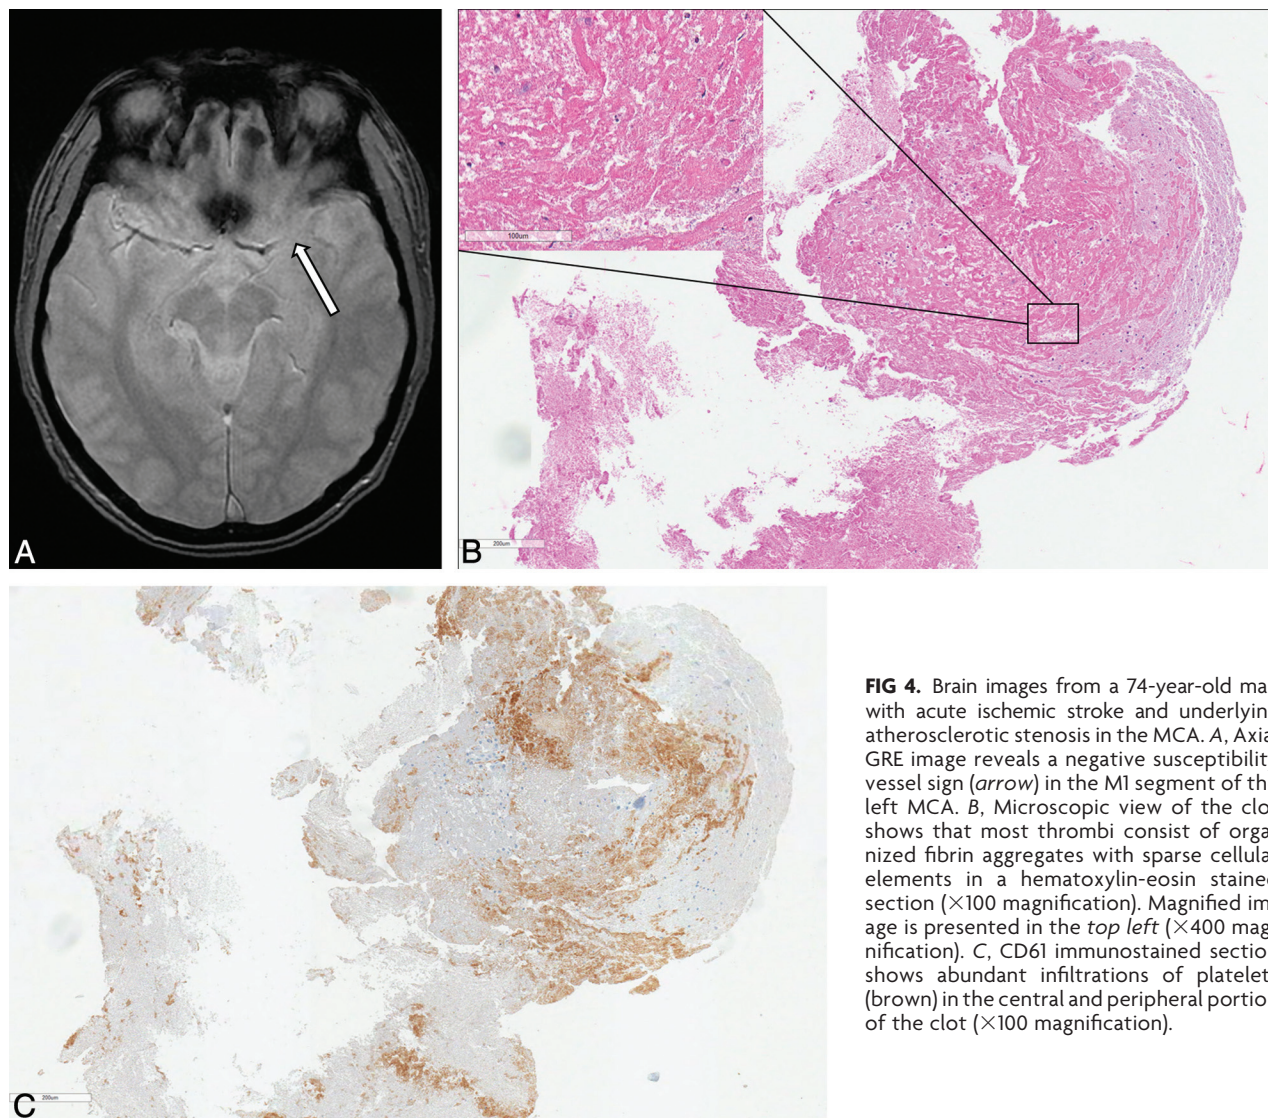 A
100um
200um
B
200um
C
FIG 4. Brain images from a 74-year-old ma
with acute ischemic stroke and underlyin
atherosclerotic stenosis in the MCA. A, Axia
GRE image reveals a negative susceptibilit
vessel sign (arrow) in the M1 segment of th
left MCA. B, Microscopic view of the clo
shows that most thrombi consist of orga
nized fibrin aggregates with sparse cellula
elements in a hematoxylin-eosin staine
section (×100 magnification). Magnified im
age is presented in the top left (×400 mag
nification). C, CD61 immunostained sectio
shows abundant infiltrations of platelet
(brown) in the central and peripheral portion
of the clot (×100 magnification).